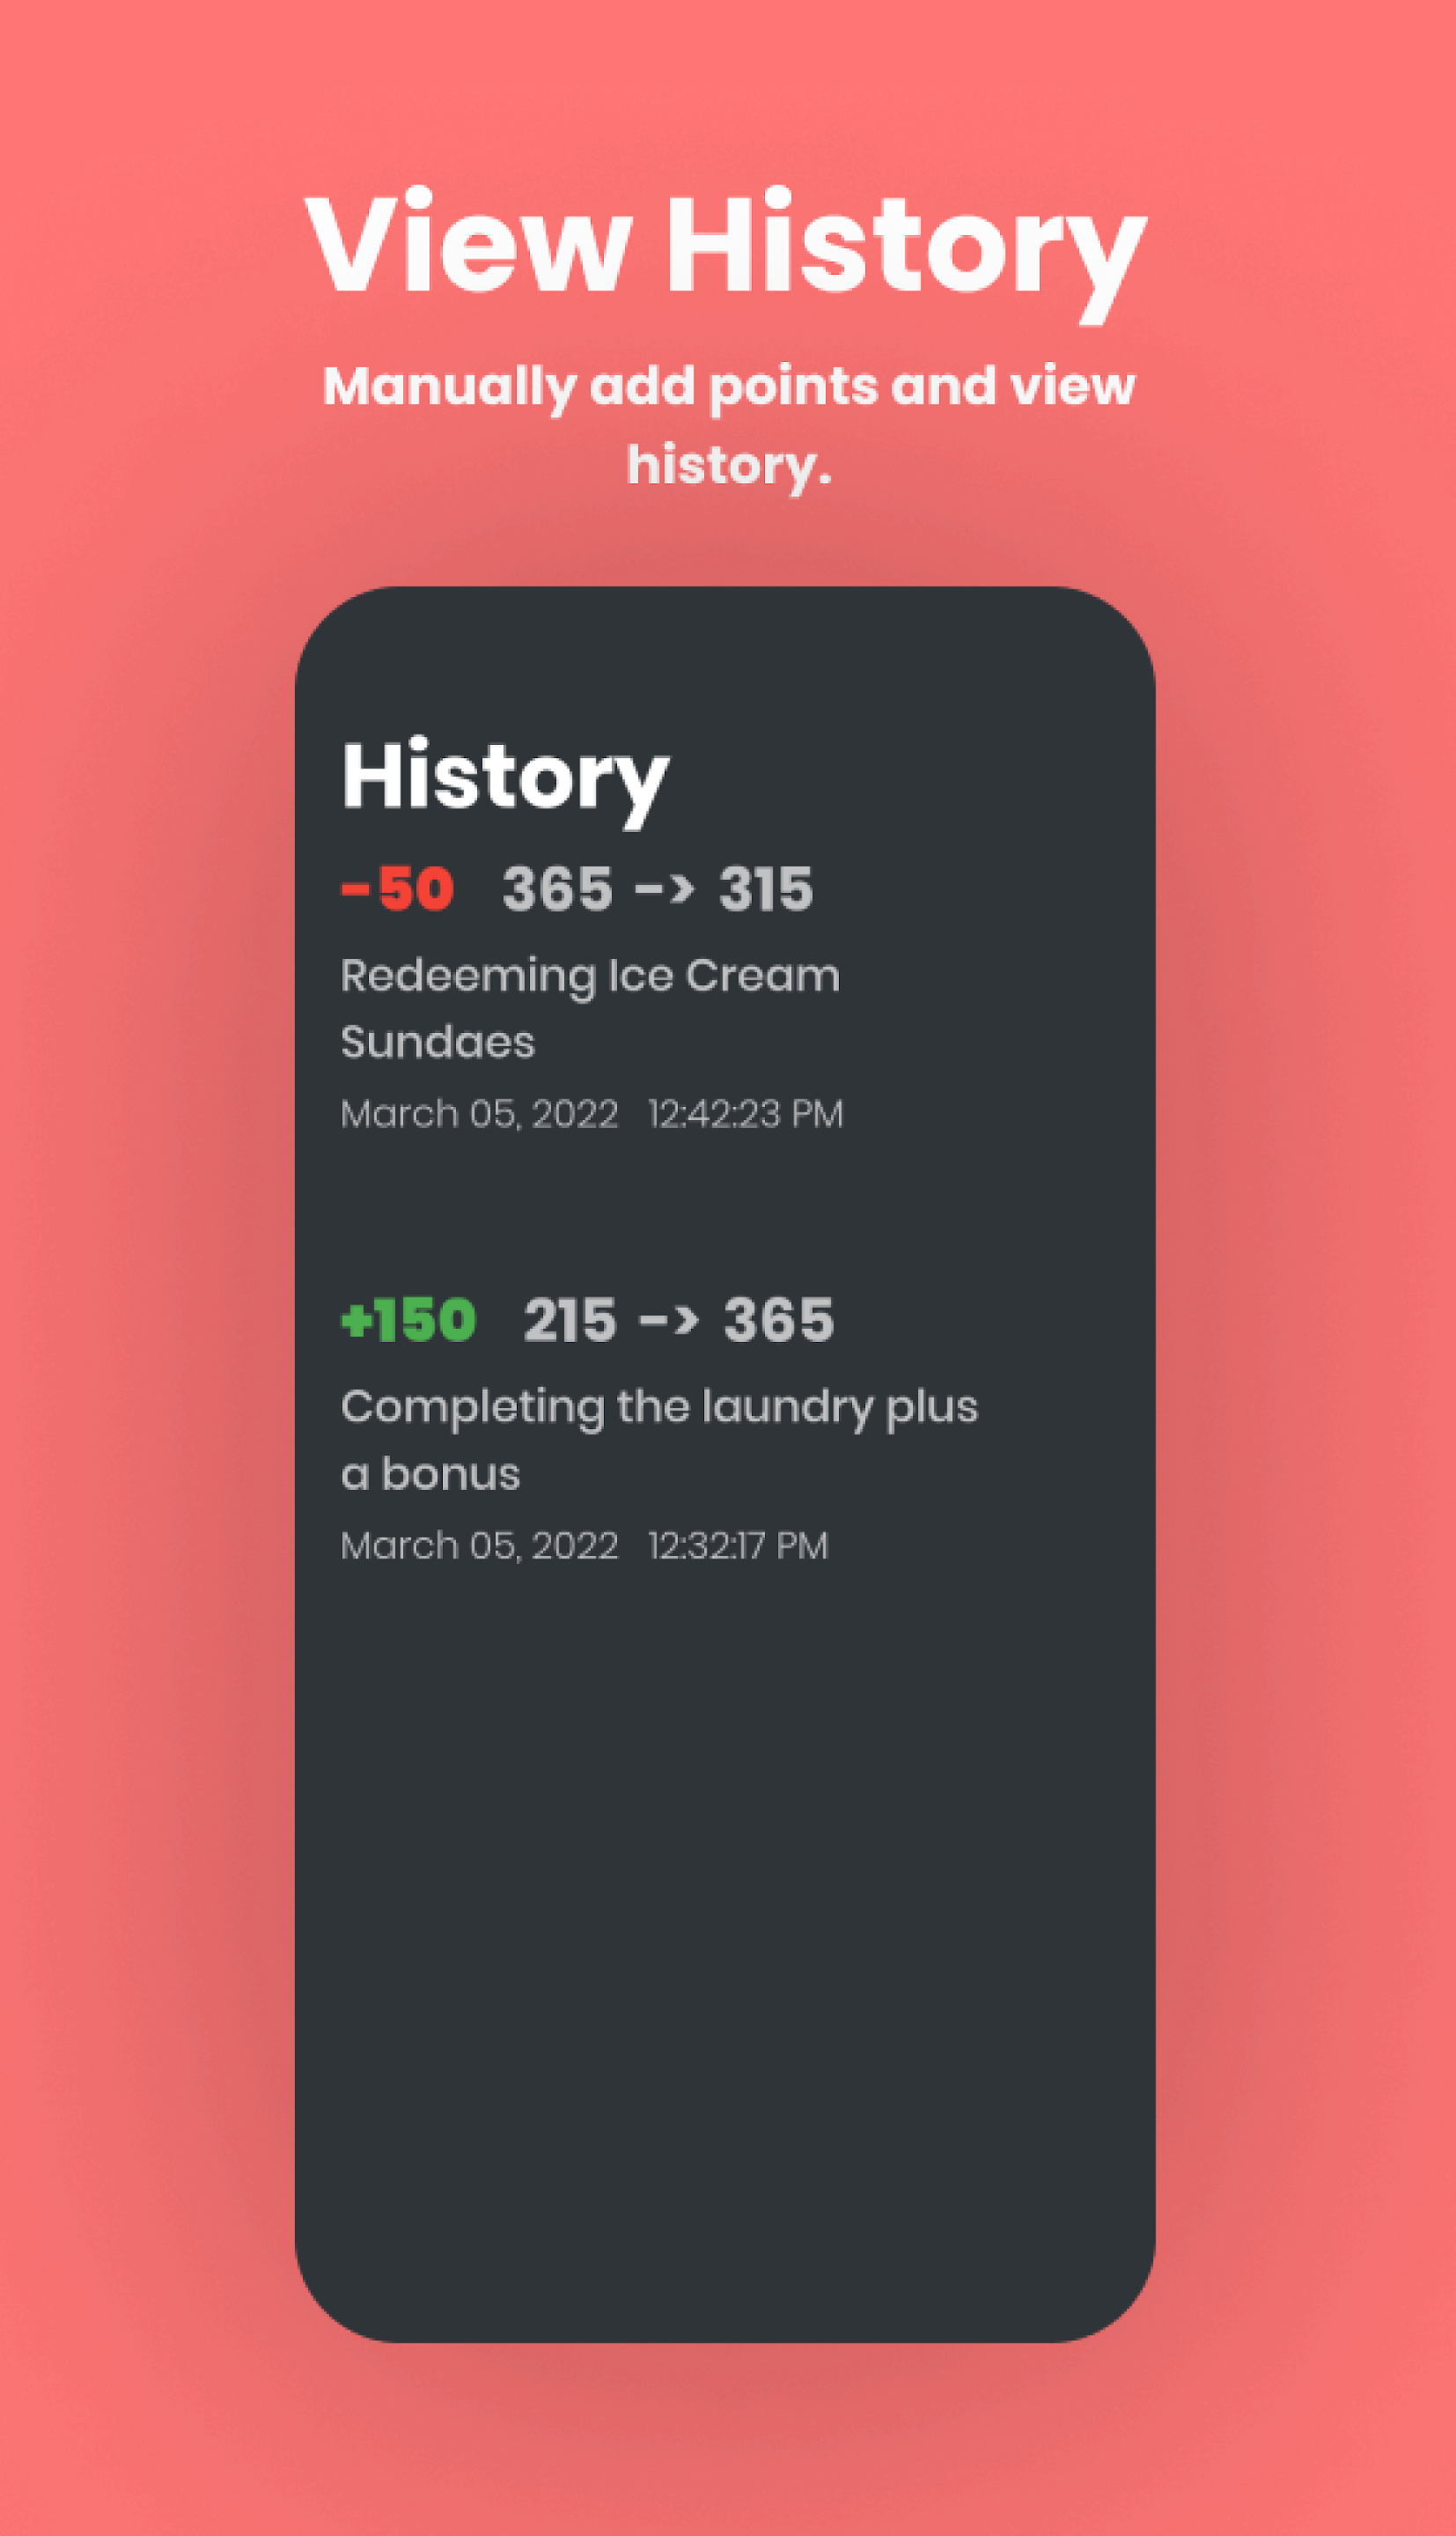 View History
Manually add points and view
history.
History
-50 365 -> 315
Redeeming Ice Cream
Sundaes
March 05, 2022 12:42:23 PM
+150 215 -> 365
Completing the laundry plus
a bonus
March 05, 2022 12:32:17 PM